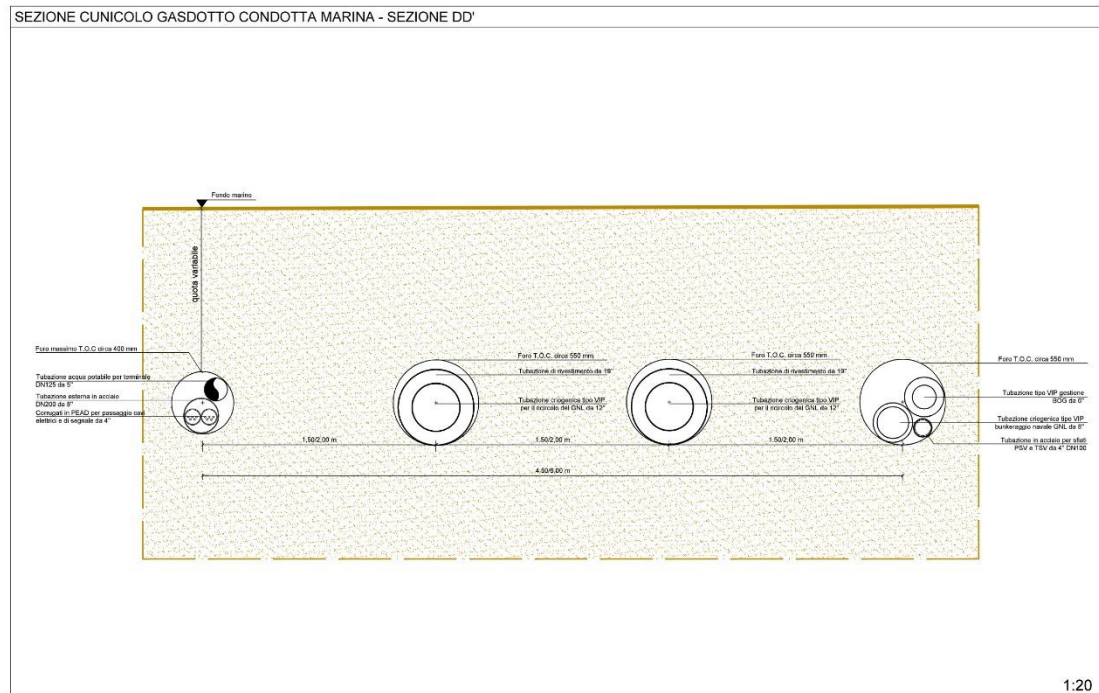 SEZIONE CUNICOLO GASDOTTO CONDOTTA MARINA - SEZIONE DD'
Fondo marino
quota variabile
Foro massimo T.O.C circa 400 mm
Tubazione acqua potabile per terminale
DN125 da 5"
Tubazione esterna in acciaio
DN200 da 8"
Corrugati in PEAD per passaggio cavi
elettrici e di segnale da 4"
Foro T.O.C. circa 550 mm
Tubazione di rivestimento da 19"
Tubazione criogenica tipo VIP
per il ricircolo del GNL da 12"
Foro T.O.C. circa 550 mm
Tubazione di rivestimento da 19"
Tubazione criogenica tipo VIP
per il ricircolo del GNL da 12"
Foro T.O.C. circa 550 mm
Tubazione tipo VIP gestione
BOG da 6"
Tubazione criogenica tipo VIP
bunkeraggio navale GNL da 8"
Tubazione in acciaio per sfiati
PSV e TSV da 4" DN100
1,50/2,00 m
1,50/2,00 m
1,50/2,00 m
4,50/6,00 m
1:20